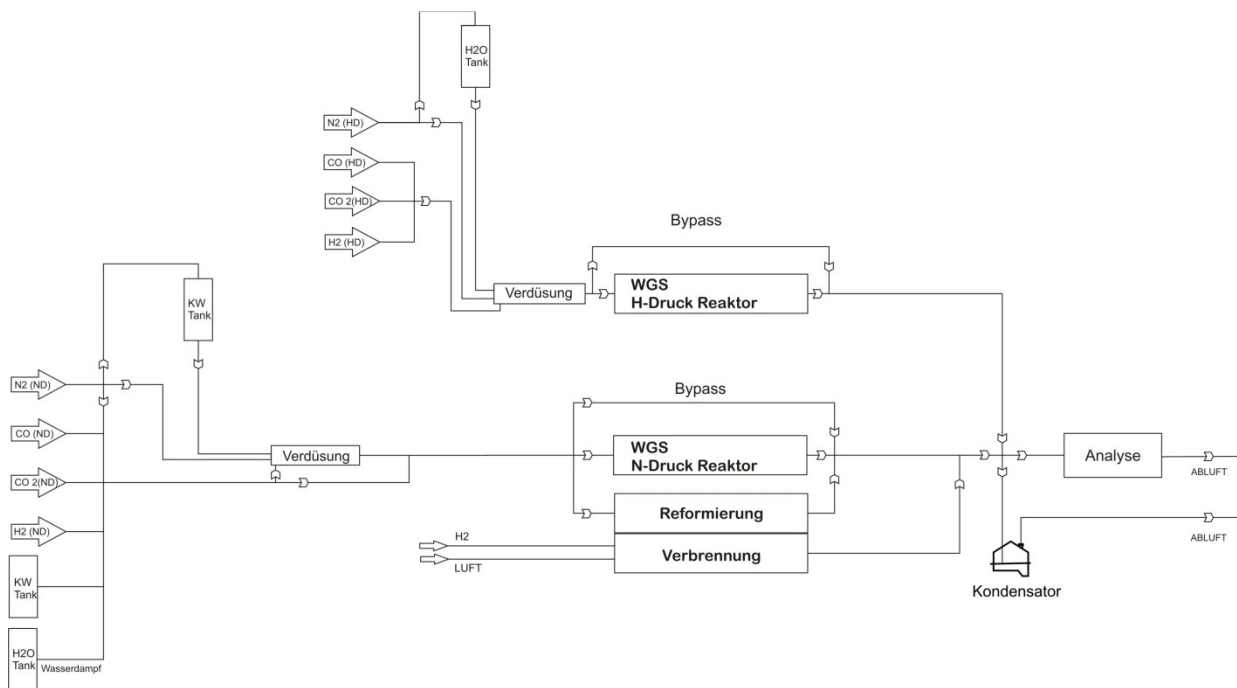 H2O
Tank
N2 (HD)
CO (HD)
CO 2(HD)
H2 (HD)
Bypass
Verdüsung
WGS
H-Druck Reaktor
KW
Tank
N2 (ND)
CO (ND)
CO 2(ND)
H2 (ND)
KW
Tank
H2O
Tank
Wasserdampf
Verdüsung
Bypass
WGS
N-Druck Reaktor
Reformierung
Verbrennung
H2
LUFT
Analyse
ABLUFT
ABLUFT
Kondensator